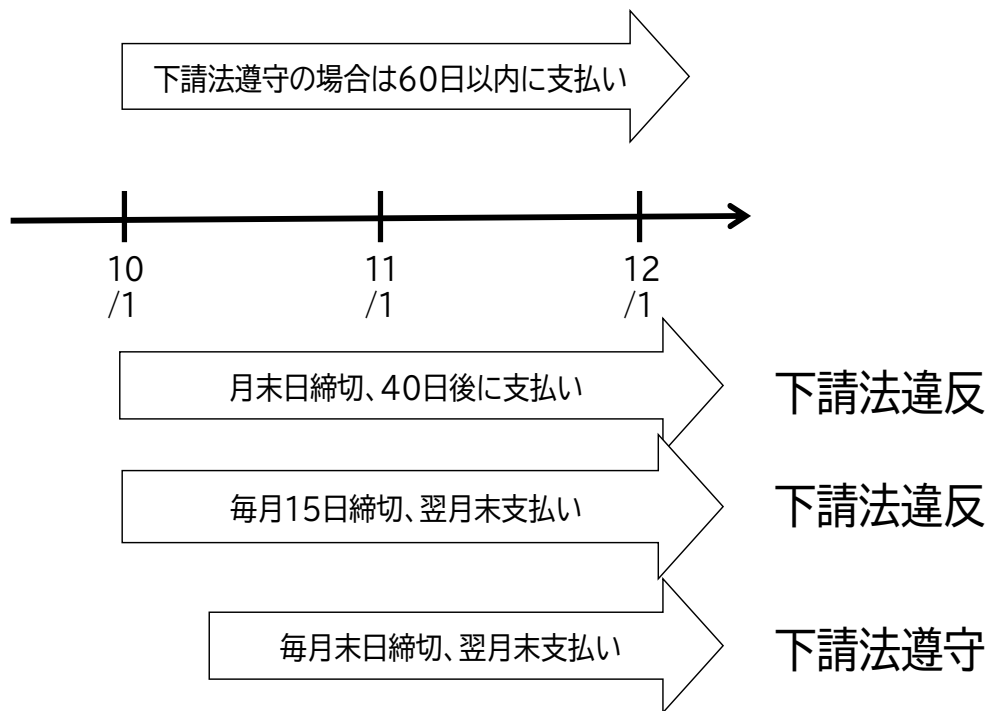 下請法遵守の場合は60日以内に支払い
10
/1
11
/1
12
/1
月末日締切、40日後に支払い
下請法違反
毎月15日締切、翌月末支払い
下請法違反
毎月末日締切、翌月末支払い
下請法遵守